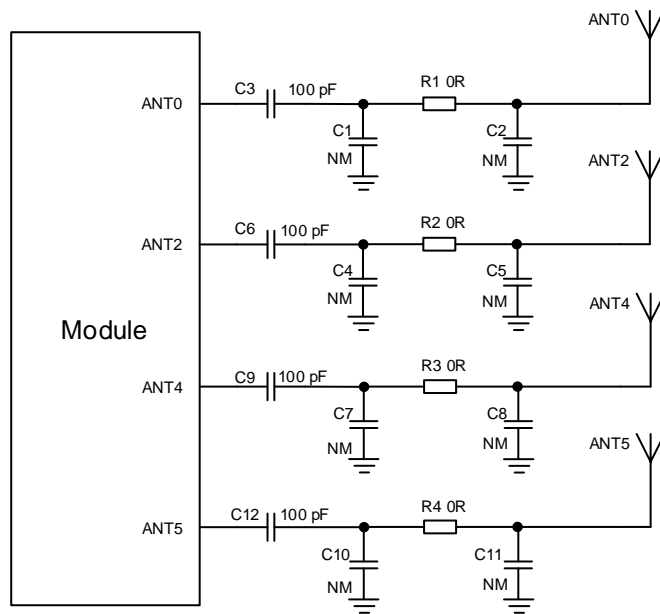 ANT0
C3 100 pF R1 0R
ANT0
C1 C2
NM NM
ANT2
C6 100 pF R2 0R
ANT2
C4 C5
NM NM
Module
ANT4
C9 100 pF R3 0R
ANT4
C7 C8
NM NM
ANT5
C12 100 pF R4 0R
ANT5
C10 C11
NM NM